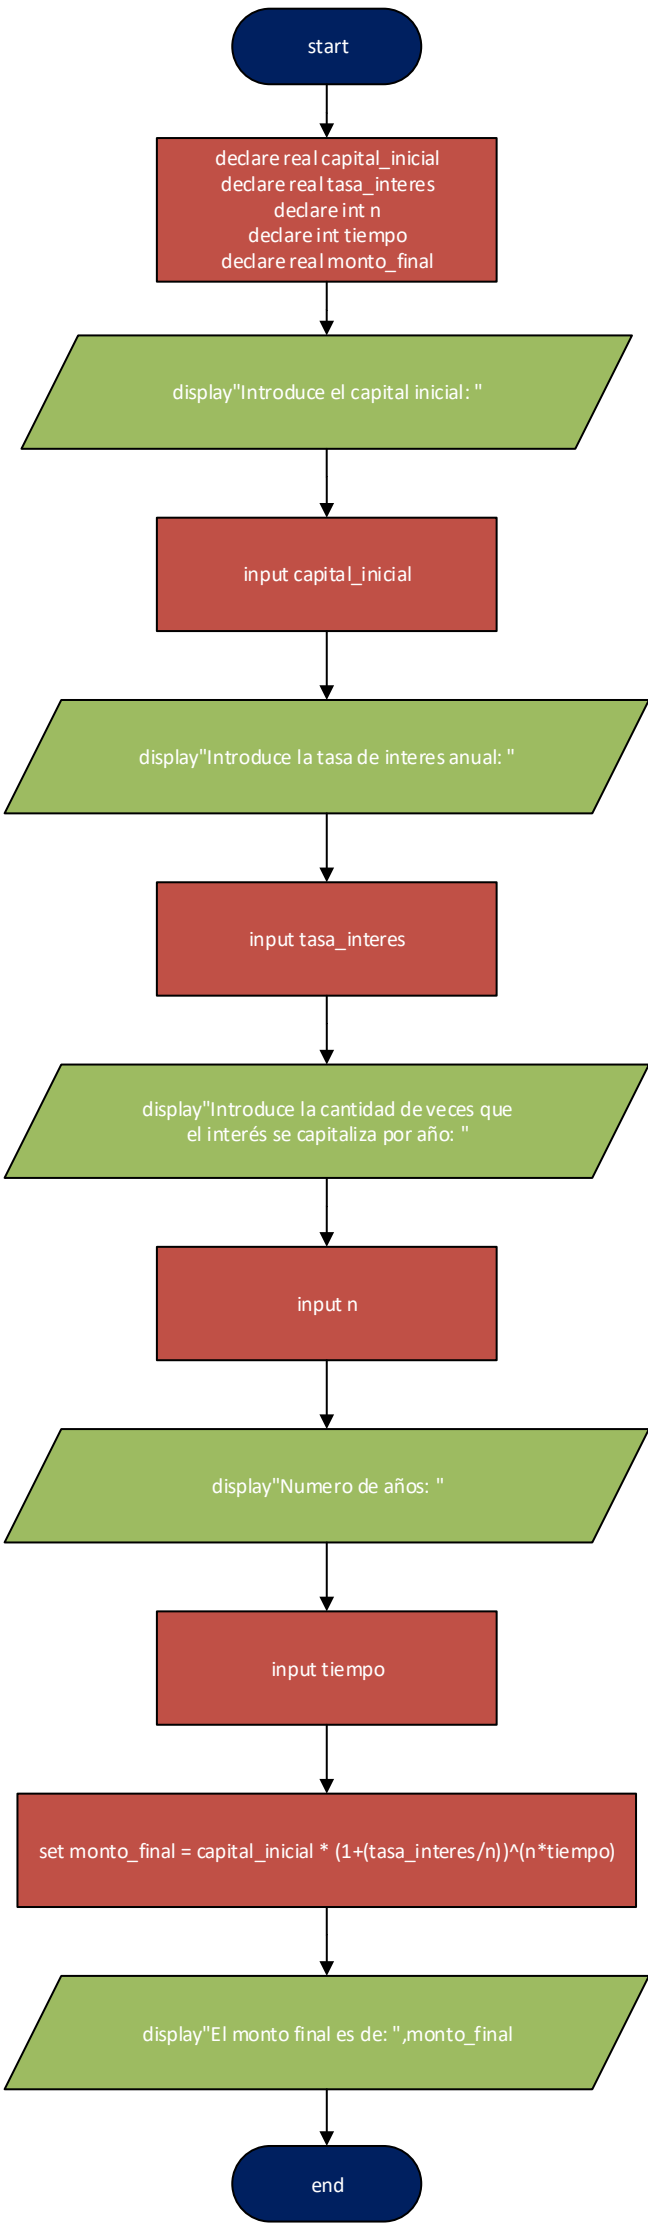 start
declare real capital_inicial
declare real tasa_interes
declare int n
declare int tiempo
declare real monto_final
display"Introduce el capital inicial: "
input capital_inicial
display"Introduce la tasa de interes anual: "
input tasa_interes
display"Introduce la cantidad de veces que
el interés se capitaliza por año: "
input n
display"Numero de años: "
input tiempo
set monto_final = capital_inicial * (1+(tasa_interes/n))^(n*tiempo)
display"El monto final es de: ",monto_final
end